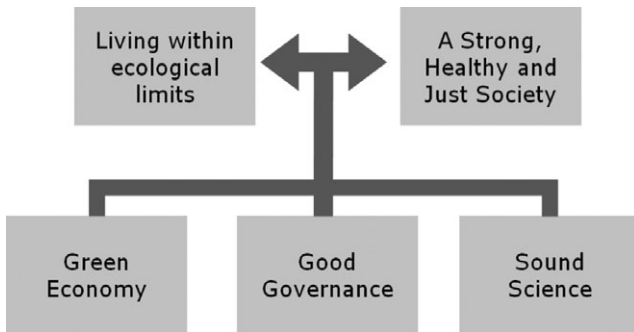 Living within
ecological
limits
A Strong,
Healthy and
Just Society
Green
Economy
Good
Governance
Sound
Science